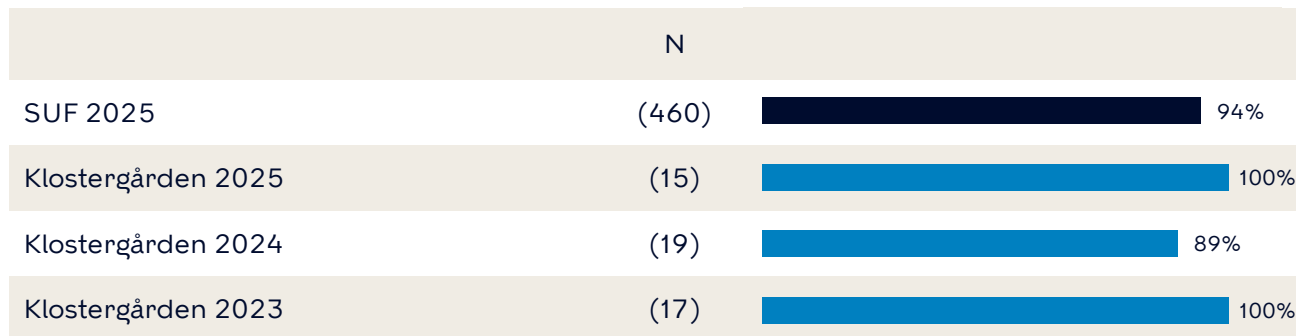 N
SUF 2025 (460) 94%
Klostergården 2025 (15) 100%
Klostergården 2024 (19) 89%
Klostergården 2023 (17) 100%